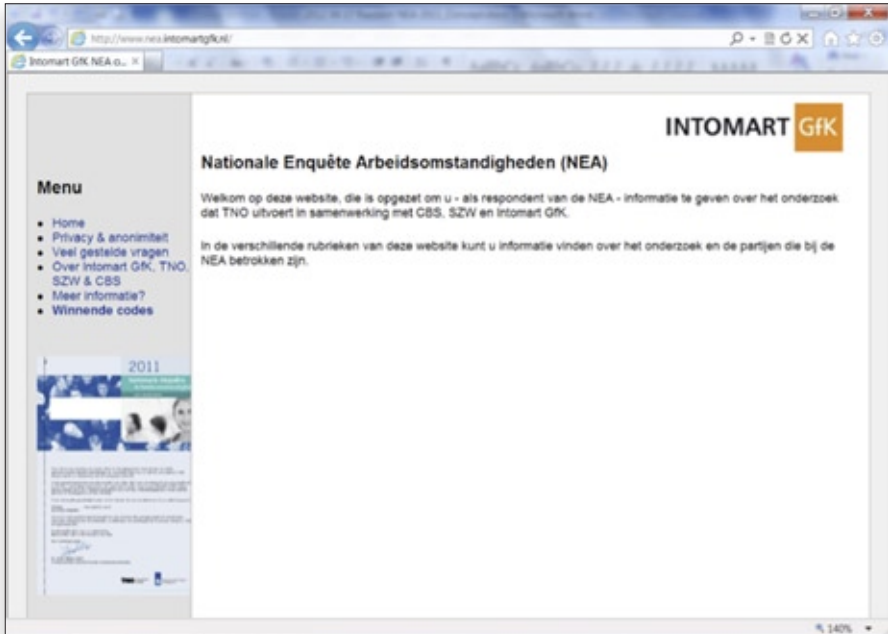 http://www.nea.intomartgfk.nl/
Intomart GfK NEA o...
INTOMART GfK
Nationale Enquête Arbeidsomstandigheden (NEA)
Welkom op deze website, die is opgezet om u - als respondent van de NEA - informatie te geven over het onderzoek
dat TNO uitvoert in samenwerking met CBS, SZW en Intomart GfK.
In de verschillende rubrieken van deze website kunt u informatie vinden over het onderzoek en de partijen die bij de
NEA betrokken zijn.
Menu
Home
Privacy & anonimiteit
Veel gestelde vragen
Over Intomart GfK, TNO,
SZW & CBS
Meer informatie?
Winnende codes
2011
140%